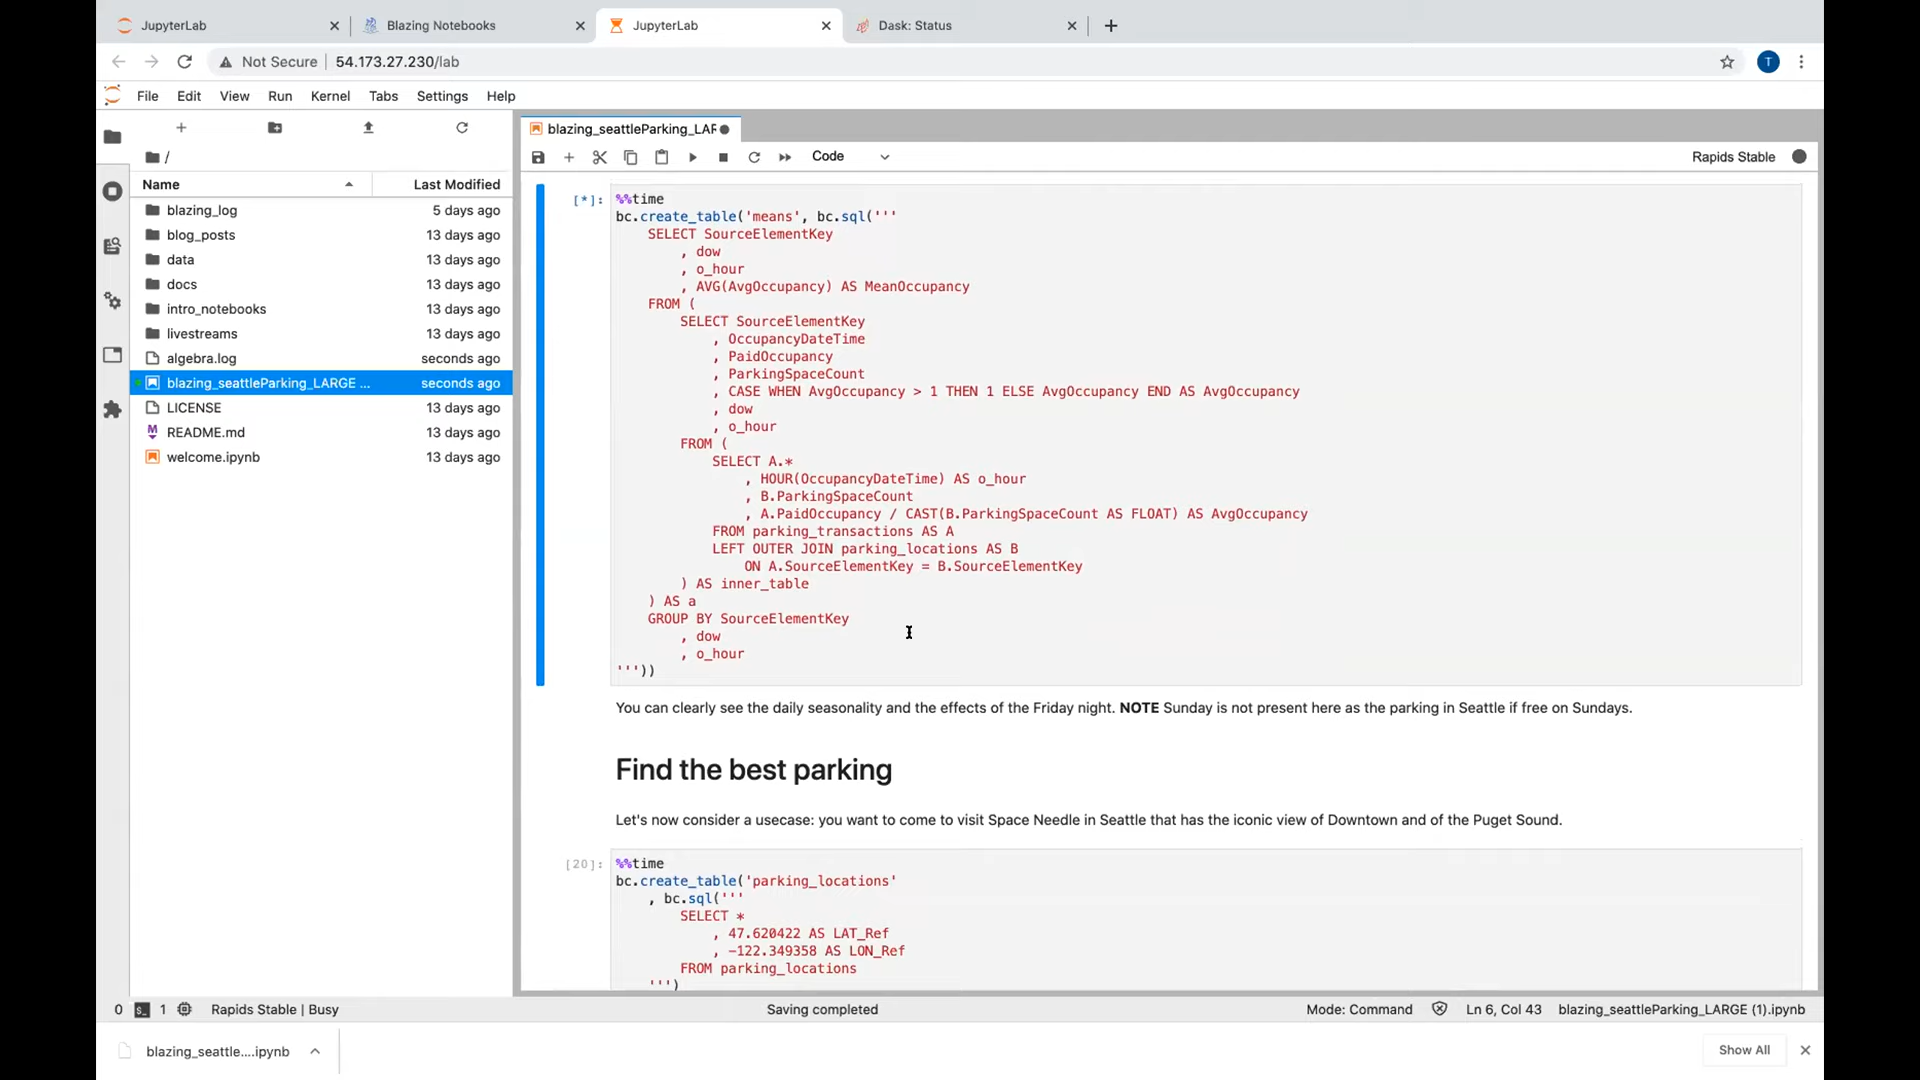 JupyterLab
Blazing Notebooks
JupyterLab
Dask: Status
Not Secure
54.173.27.230/lab
T
File Edit View Run Kernel Tabs Settings Help
/
Name Last Modified
blazing_log 5 days ago
blog_posts 13 days ago
data 13 days ago
docs 13 days ago
intro_notebooks 13 days ago
livestreams 13 days ago
algebra.log seconds ago
blazing_seattleParking_LARGE ... seconds ago
LICENSE 13 days ago
README.md 13 days ago
welcome.ipynb 13 days ago
blazing_seattleParking_LAR
Code
Rapids Stable
[*]:
%%time
bc.create_table('means', bc.sql('''
SELECT SourceElementKey
, dow
, o_hour
, AVG(AvgOccupancy) AS MeanOccupancy
FROM (
SELECT SourceElementKey
, OccupancyDateTime
, PaidOccupancy
, ParkingSpaceCount
, CASE WHEN AvgOccupancy > 1 THEN 1 ELSE AvgOccupancy END AS AvgOccupancy
, dow
, o_hour
FROM (
SELECT A.*
, HOUR(OccupancyDateTime) AS o_hour
, B.ParkingSpaceCount
, A.PaidOccupancy / CAST(B.ParkingSpaceCount AS FLOAT) AS AvgOccupancy
FROM parking_transactions AS A
LEFT OUTER JOIN parking_locations AS B
ON A.SourceElementKey = B.SourceElementKey
) AS inner_table
) AS a
GROUP BY SourceElementKey
, dow
, o_hour
'''))
You can clearly see the daily seasonality and the effects of the Friday night. NOTE Sunday is not present here as the parking in Seattle if free on Sundays.
Find the best parking
Let's now consider a usecase: you want to come to visit Space Needle in Seattle that has the iconic view of Downtown and of the Puget Sound.
[20]:
%%time
bc.create_table('parking_locations'
, bc.sql('''
SELECT *
, 47.620422 AS LAT_Ref
, -122.349358 AS LON_Ref
FROM parking_locations
''')
0 1 Rapids Stable | Busy Saving completed Mode: Command Ln 6, Col 43 blazing_seattleParking_LARGE (1).ipynb
blazing_seattle....ipynb
Show All